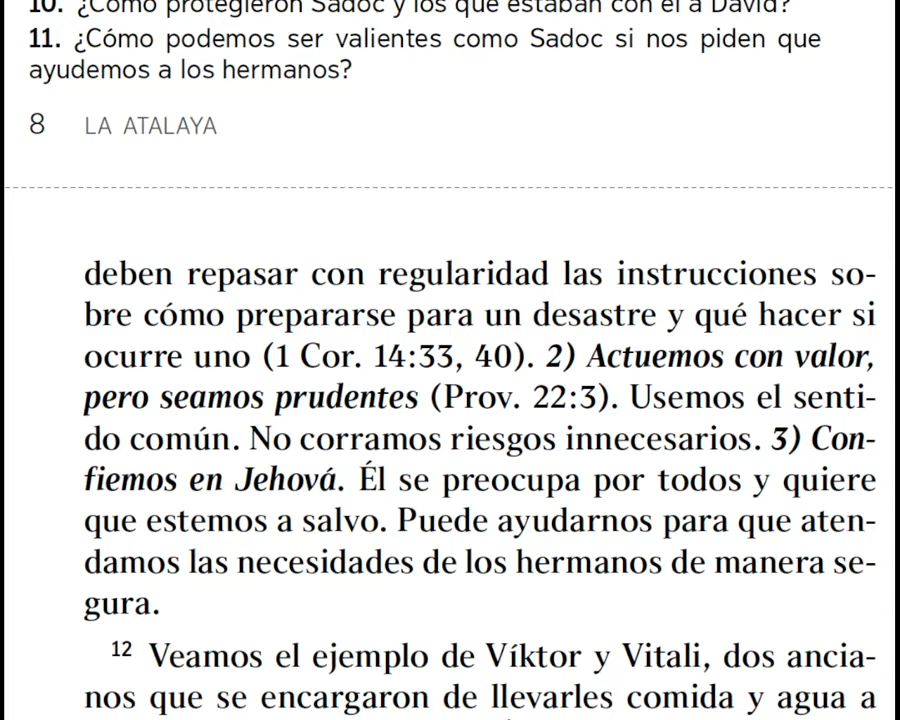 10. ¿Cómo protegieron Sadoc y los que estaban con él a David?
11. ¿Cómo podemos ser valientes como Sadoc si nos piden que
ayudemos a los hermanos?
8 LA ATALAYA
deben repasar con regularidad las instrucciones so-
bre cómo prepararse para un desastre y qué hacer si
ocurre uno (1 Cor. 14:33, 40). 2) Actuemos con valor,
pero seamos prudentes (Prov. 22:3). Usemos el senti-
do común. No corramos riesgos innecesarios. 3) Con-
fiemos en Jehová. Él se preocupa por todos y quiere
que estemos a salvo. Puede ayudarnos para que aten-
damos las necesidades de los hermanos de manera se-
gura.
12 Veamos el ejemplo de Víktor y Vitali, dos ancia-
nos que se encargaron de llevarles comida y agua a